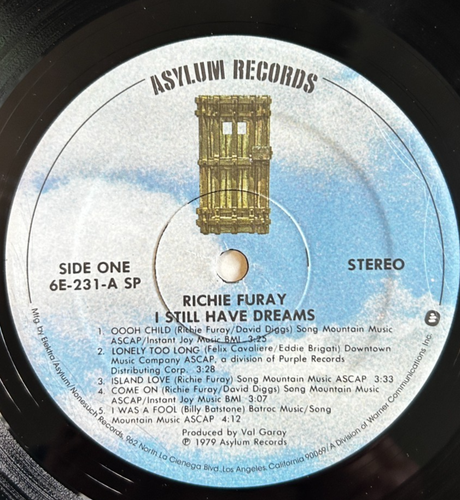 ASYLUM RECORDS
SIDE ONE
6E-231-A SP
STEREO
RICHIE FURAY
I STILL HAVE DREAMS
1. OOOH CHILD (Richie Furay/David Diggs) Song Mountain Music
ASCAP/Instant Joy Music BMI 3:25
2. LONELY TOO LONG (Felix Cavaliere/Eddie Brigati) Downtown
Music Company ASCAP, a division of Purple Records
Distributing Corp. 3:28
3. ISLAND LOVE (Richie Furay) Song Mountain Music ASCAP 3:33
4. COME ON (Richie Furay/David Diggs) Song Mountain Music
ASCAP/Instant Joy Music BMI 3:07
5. I WAS A FOOL (Billy Batstone) Batroc Music/Song
Mountain Music ASCAP 4:12
Produced by Val Garay
℗ 1979 Asylum Records
Mfg by Elektra/Asylum/Nonesuch Records, 962 North La Cienega Blvd., Los Angeles, California 90069/A Division of Warner Communications Inc.